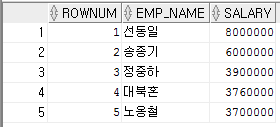 ROWNUM EMP_NAME SALARY
1 1 선동일 8000000
2 2 송종기 6000000
3 3 정중하 3900000
4 4 대북혼 3760000
5 5 노옹철 3700000